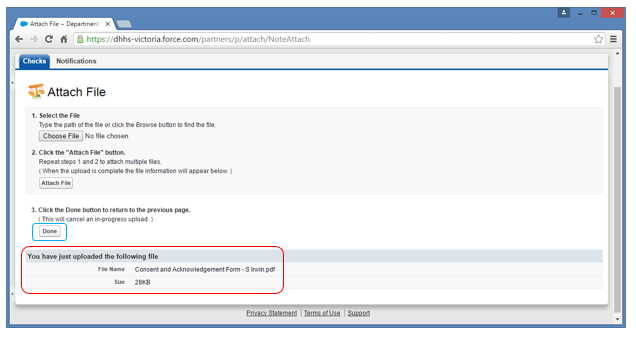 Attach File ~ Department
https://dhhs-victoria.force.com/partners/p/attach/NoteAttach
Checks Notifications
Attach File
1. Select the File
Type the path of the file or click the Browse button to find the file.
Choose File No file chosen
2. Click the "Attach File" button.
Repeat steps 1 and 2 to attach multiple files.
( When the upload is complete the file information will appear below. )
Attach File
3. Click the Done button to return to the previous page.
( This will cancel an in-progress upload. )
Done
You have just uploaded the following file
File Name Consent and Acknowledgement Form - S Irwin.pdf
Size 28KB
Privacy Statement | Terms of Use | Support